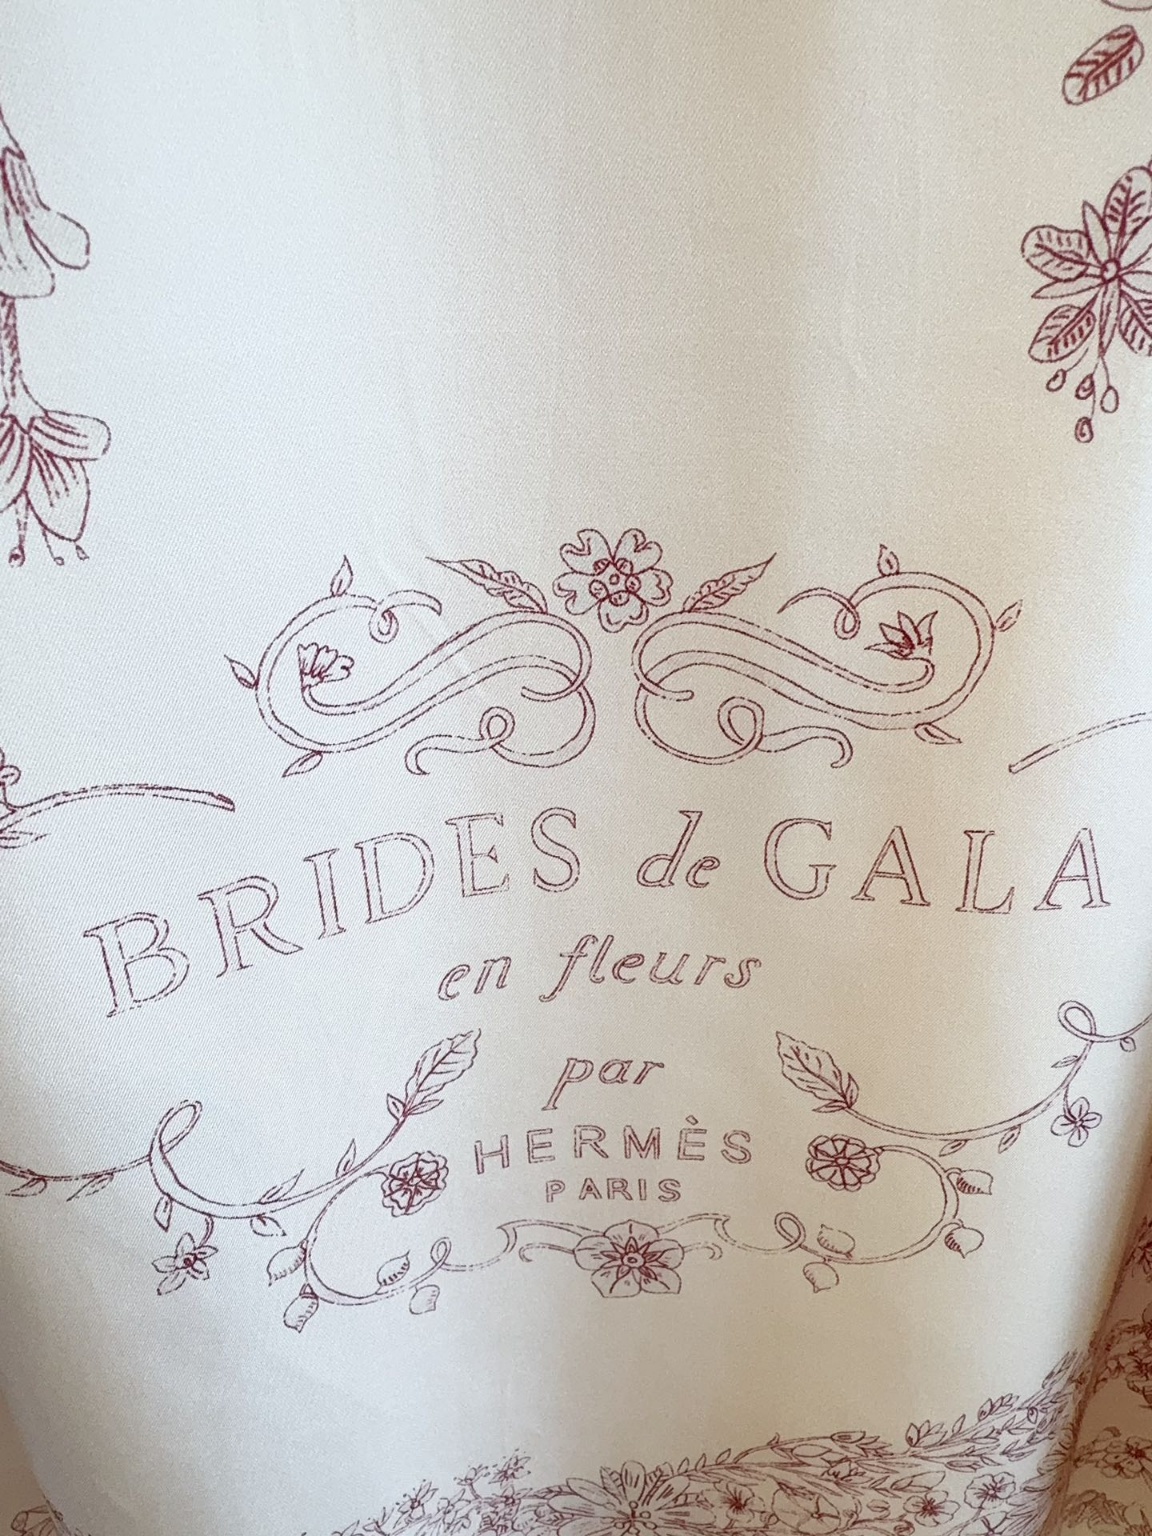 BRIDES de GALA
en fleurs
par
HERMÈS
PARIS